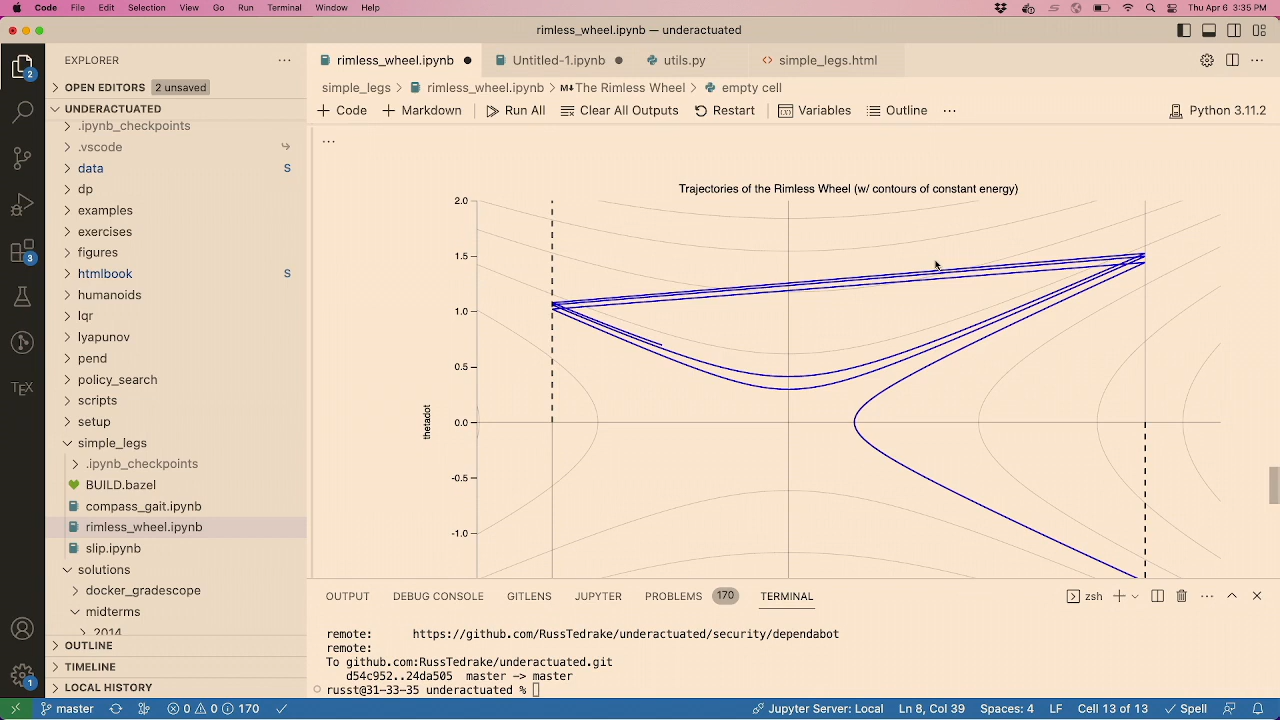 Code File Edit Selection View Go Run Terminal Window Help Thu Apr 6 3:35 PM
rimless_wheel.ipynb — underactuated
EXPLORER
OPEN EDITORS 2 unsaved
UNDERACTUATED
.ipynb_checkpoints
.vscode
data S
dp
examples
exercises
figures
htmlbook S
humanoids
lqr
lyapunov
pend
policy_search
scripts
setup
simple_legs
.ipynb_checkpoints
BUILD.bazel
compass_gait.ipynb
rimless_wheel.ipynb
slip.ipynb
solutions
docker_gradescope
midterms
2014
OUTLINE
TIMELINE
LOCAL HISTORY
2
3
TEX
1
rimless_wheel.ipynb Untitled-1.ipynb utils.py simple_legs.html
simple_legs > rimless_wheel.ipynb > M↓The Rimless Wheel > empty cell
+ Code + Markdown Run All Clear All Outputs Restart Variables Outline ... Python 3.11.2
...
Trajectories of the Rimless Wheel (w/ contours of constant energy)
2.0
1.5
1.0
0.5
0.0
-0.5
-1.0
thetadot
OUTPUT DEBUG CONSOLE GITLENS JUPYTER PROBLEMS 170 TERMINAL zsh
remote: https://github.com/RussTedrake/underactuated/security/dependabot
remote:
To github.com:RussTedrake/underactuated.git
d54c952..24da505 master -> master
russt@31-33-35 underactuated %
master 0 0 170 Jupyter Server: Local Ln 8, Col 39 Spaces: 4 LF Cell 13 of 13 Spell